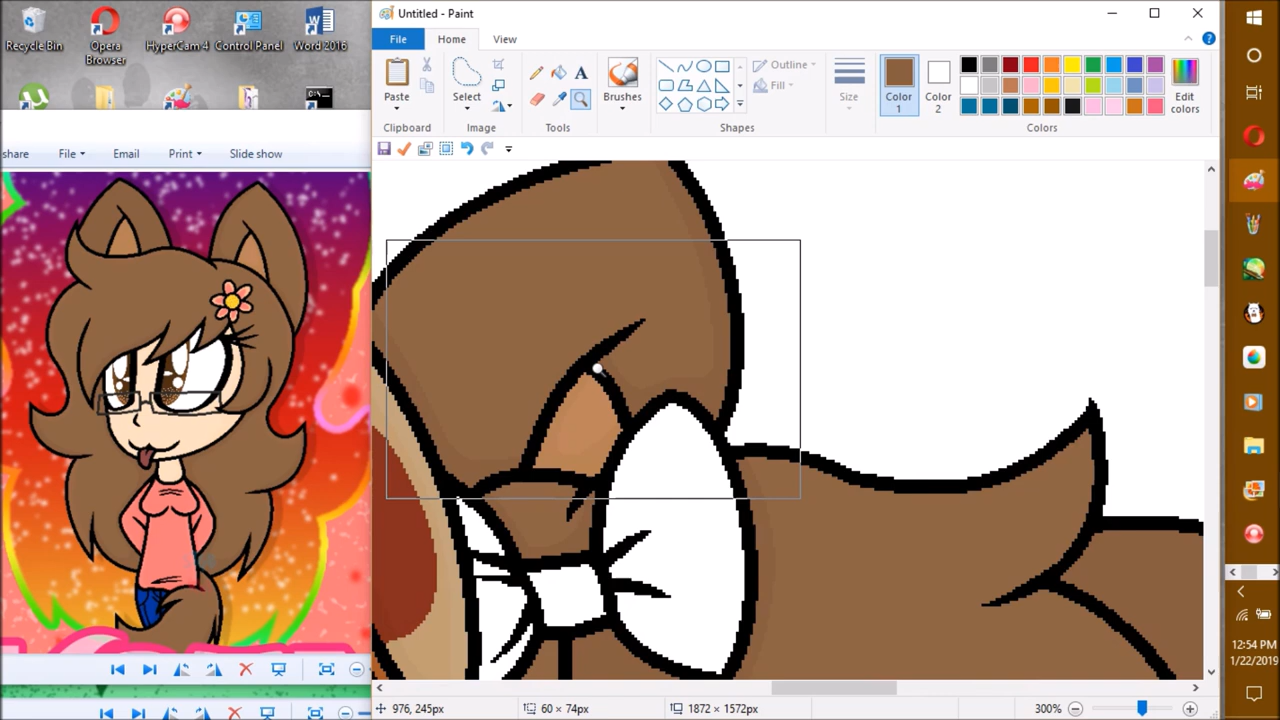 Recycle Bin
Opera Browser
HyperCam 4
Control Panel
Word 2016
share File Email Print Slide show
Untitled - Paint
File Home View
Paste
Select
Brushes
Outline
Fill
Size
Color 1
Color 2
Edit colors
Clipboard Image Tools Shapes Colors
976, 245px 60 × 74px 1872 × 1572px 300%
12:54 PM
1/22/2019